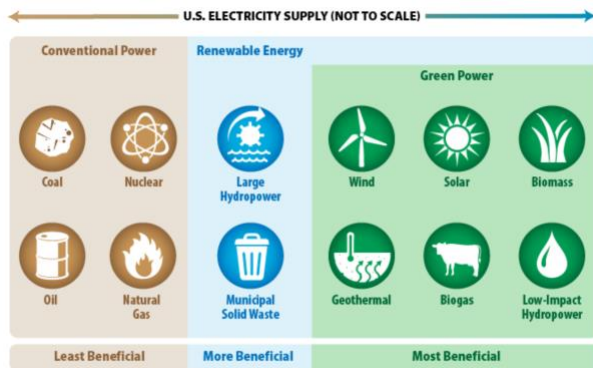 U.S. ELECTRICITY SUPPLY (NOT TO SCALE)
Conventional Power
Renewable Energy
Green Power
Coal
Nuclear
Large
Hydropower
Wind
Solar
Biomass
Oil
Natural
Gas
Municipal
Solid Waste
Geothermal
Biogas
Low-Impact
Hydropower
Least Beneficial
More Beneficial
Most Beneficial